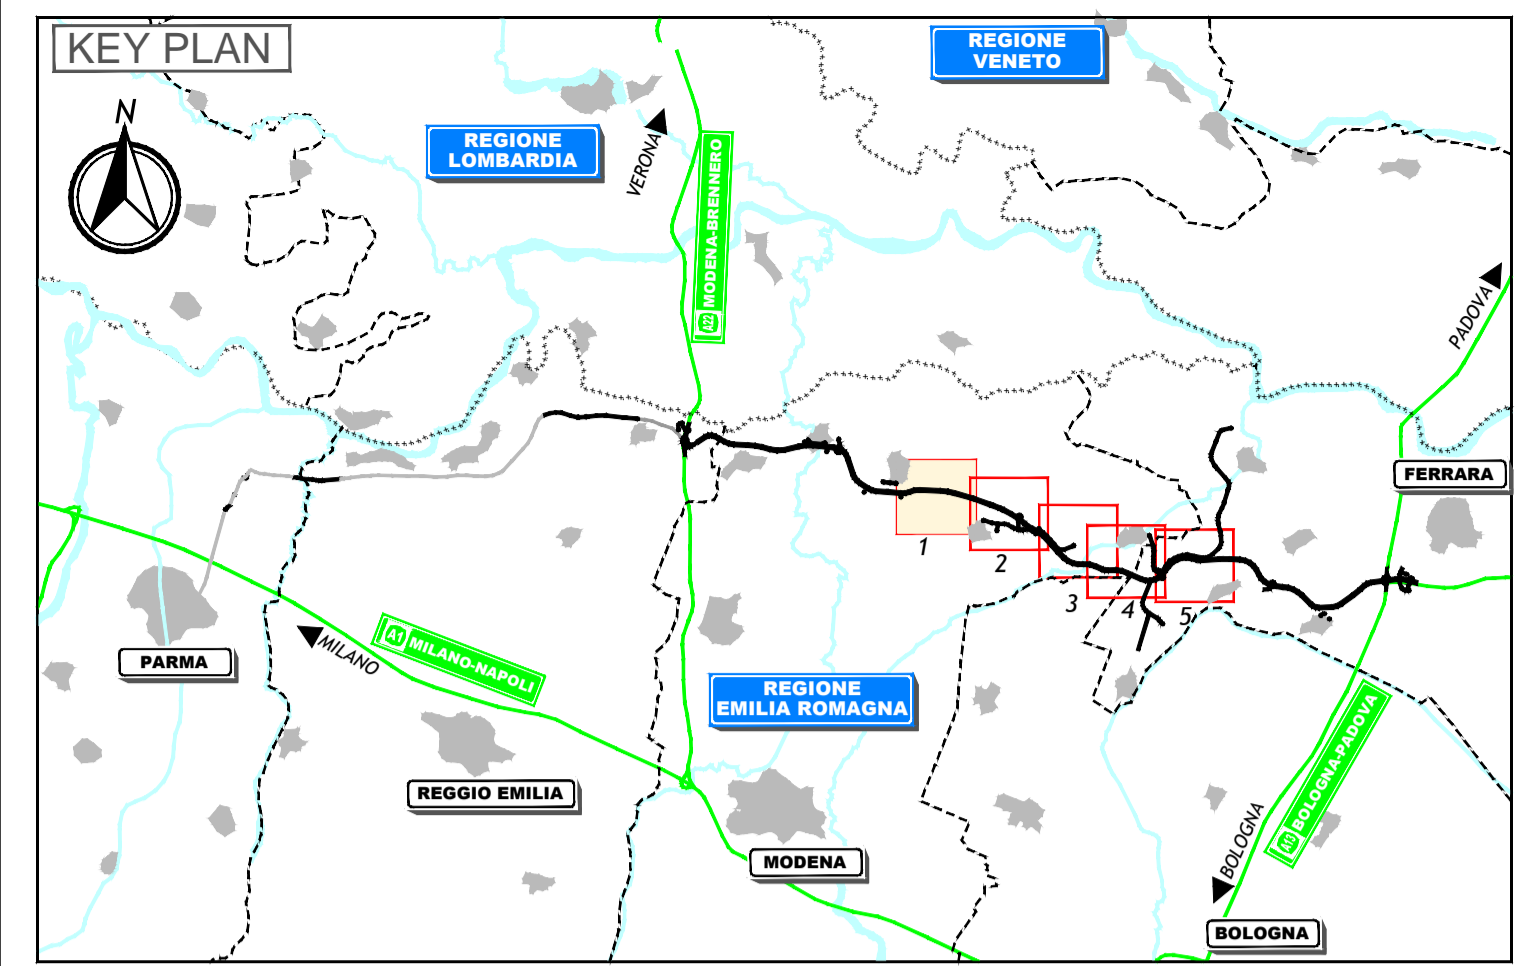 KEY PLAN
N
REGIONE
VENETO
REGIONE
LOMBARDIA
VERONA
A22 MODENA-BRENNERO
PADOVA
FERRARA
1
2
3
4
5
PARMA
MILANO
A1 MILANO-NAPOLI
REGIONE
EMILIA ROMAGNA
REGGIO EMILIA
MODENA
A13 BOLOGNA-PADOVA
BOLOGNA
BOLOGNA